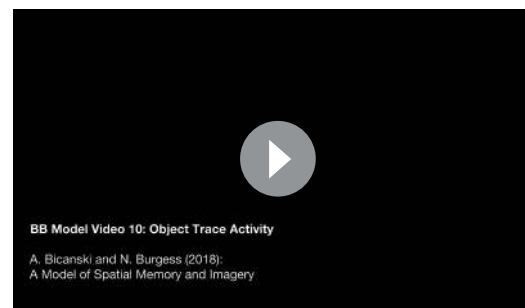 BB Model Video 10: Object Trace Activity
A. Bicanski and N. Burgess (2018):
A Model of Spatial Memory and Imagery